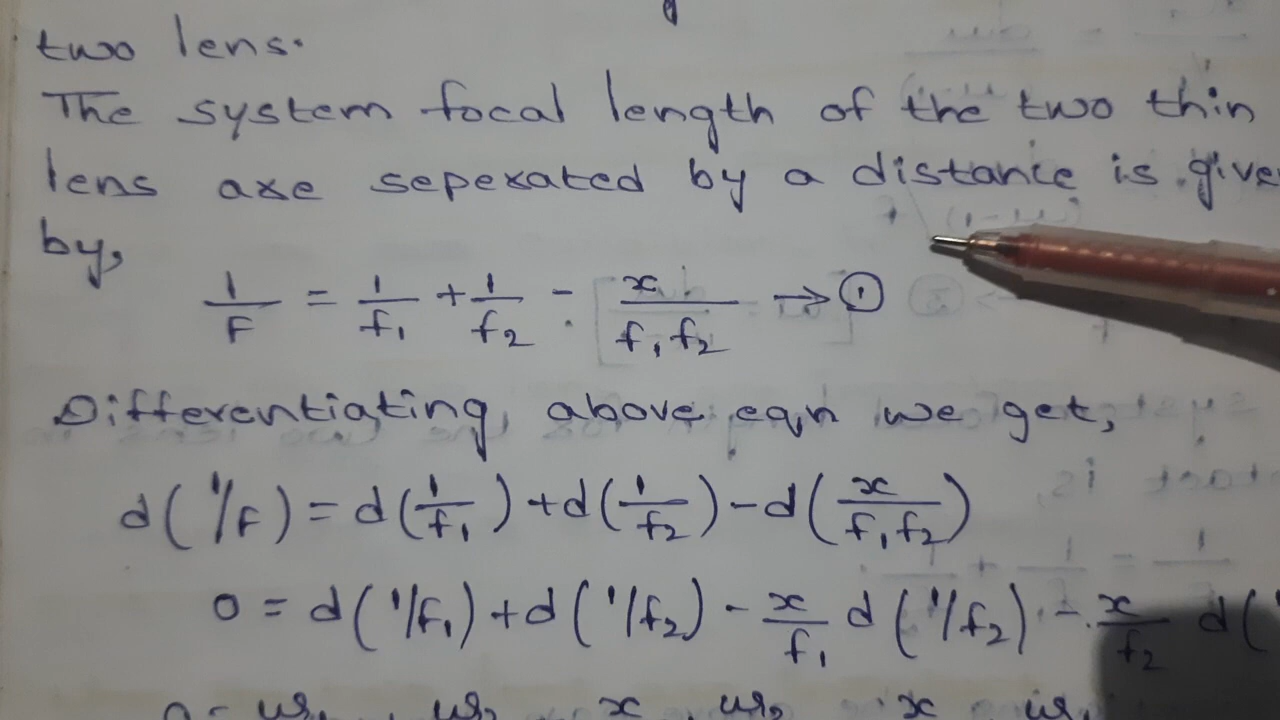 two lens.
The system focal length of the two thin
lens are seperated by a distance is give
by,
1/F = 1/f₁ + 1/f₂ - x/f₁f₂ → ①
Differentiating, above eqn we get,
d(1/F) = d(1/f₁) + d(1/f₂) - d(x/f₁f₂)
0 = d(1/f₁) + d(1/f₂) - x/f₁ d(1/f₂) - x/f₂ d(